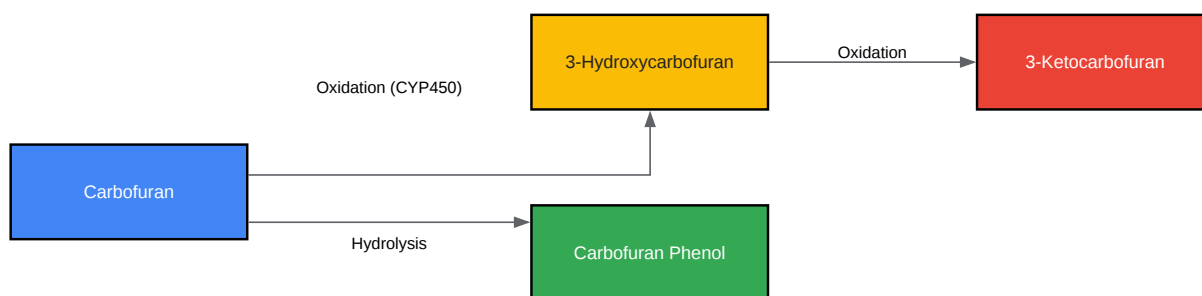 3-Hydroxycarbofuran
Oxidation
3-Ketocarbofuran
Oxidation (CYP450)
Carbofuran
Hydrolysis
Carbofuran Phenol